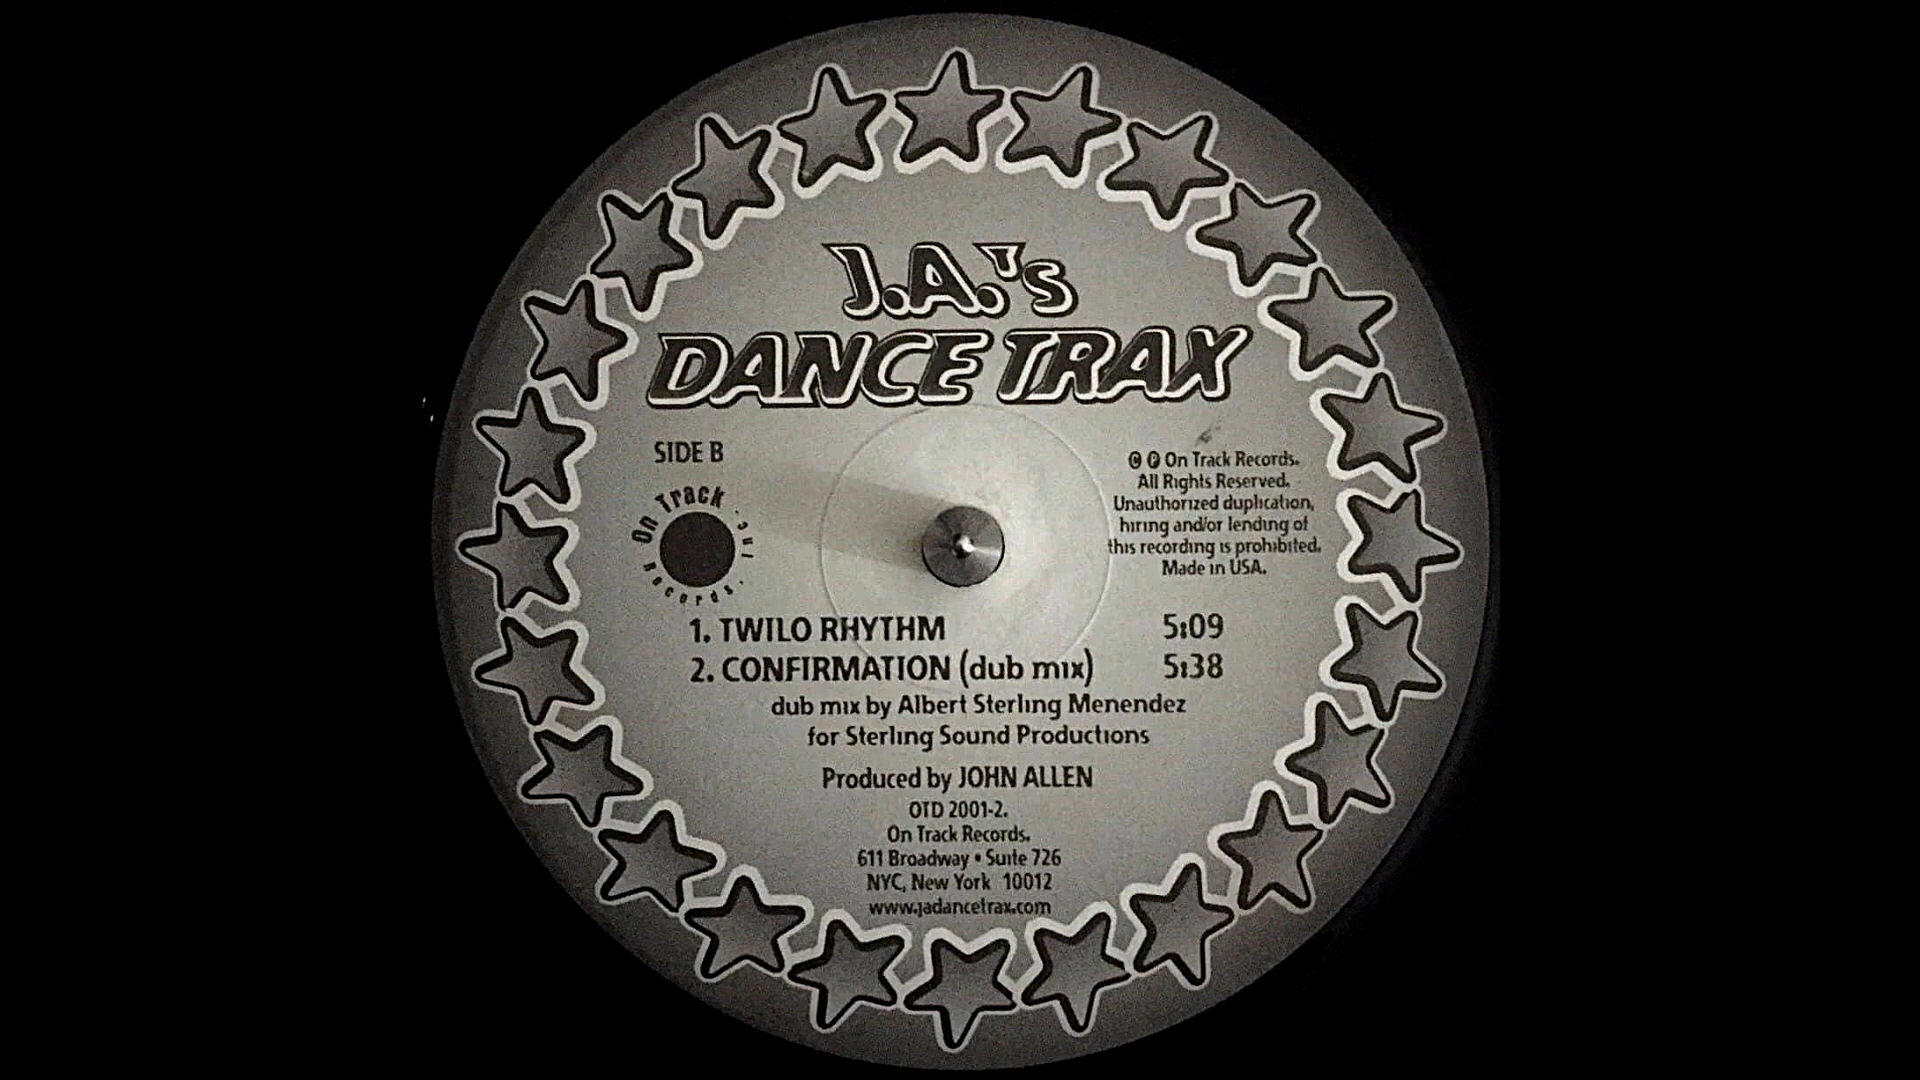 J.A.'s
DANCE TRAX
SIDE B
On Track
Records. Inc.
© ℗ On Track Records.
All Rights Reserved.
Unauthorized duplication,
hiring and/or lending of
this recording is prohibited.
Made in USA.
1. TWILO RHYTHM 5:09
2. CONFIRMATION (dub mix) 5:38
dub mix by Albert Sterling Menendez
for Sterling Sound Productions
Produced by JOHN ALLEN
OTD 2001-2.
On Track Records.
611 Broadway • Suite 726
NYC, New York 10012
www.jadancetrax.com